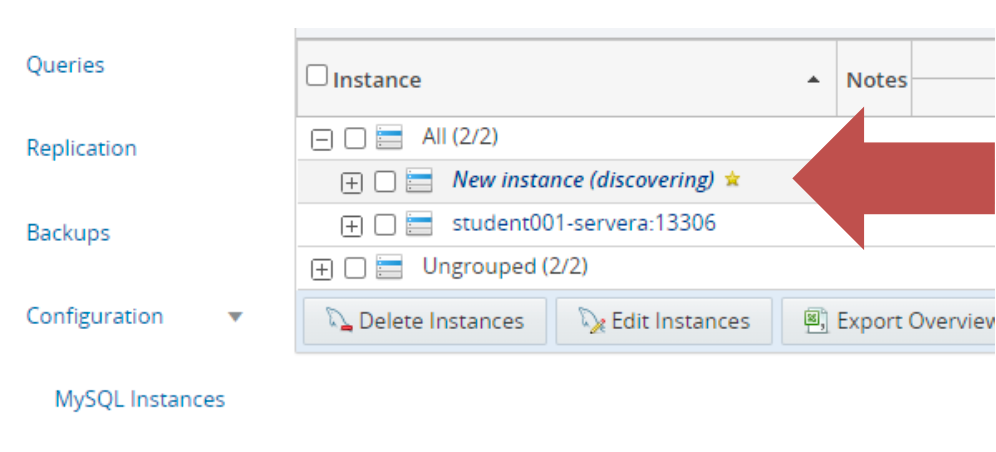 Queries
Replication
Backups
Configuration
MySQL Instances
Instance
Notes
All (2/2)
New instance (discovering)
student001-servera:13306
Ungrouped (2/2)
Delete Instances
Edit Instances
Export Overview